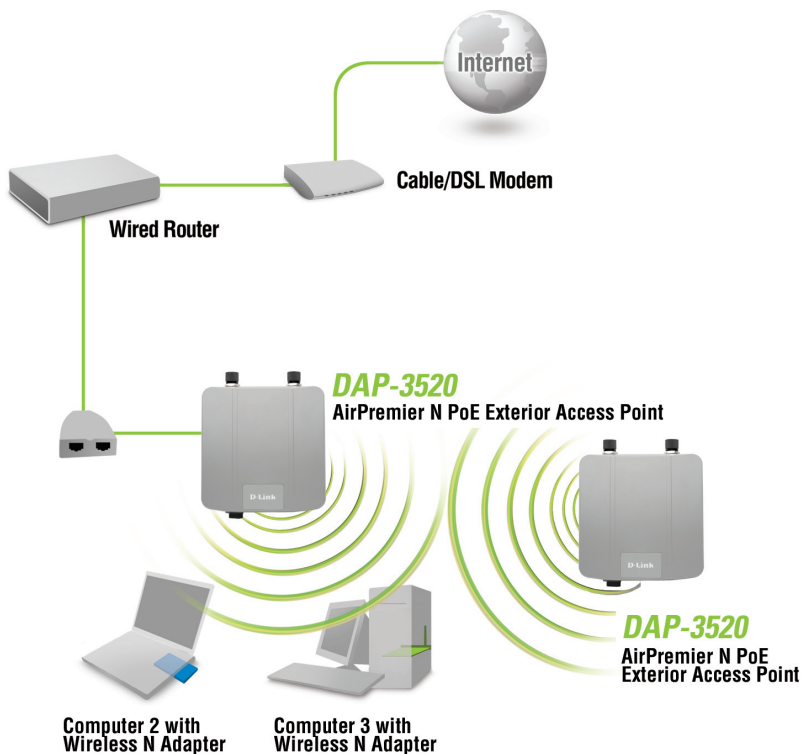 Internet
Cable/DSL Modem
Wired Router
DAP-3520
AirPremier N PoE Exterior Access Point
D-Link
D-Link
DAP-3520
AirPremier N PoE
Exterior Access Point
Computer 2 with
Wireless N Adapter
Computer 3 with
Wireless N Adapter